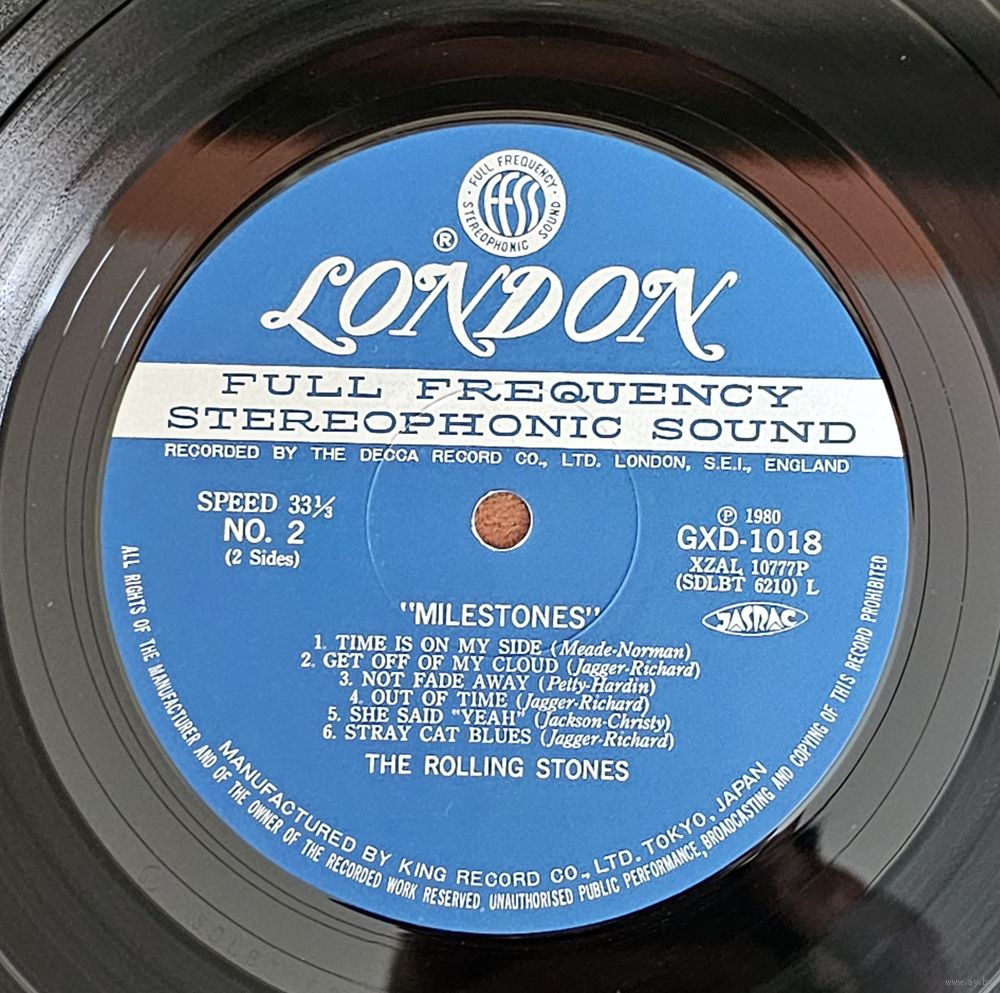 FULL FREQUENCY
FFSS
STEREOPHONIC SOUND
®
LONDON
FULL FREQUENCY
STEREOPHONIC SOUND
RECORDED BY THE DECCA RECORD CO., LTD. LONDON, S.E.I., ENGLAND
SPEED 33⅓
NO. 2
(2 Sides)
℗ 1980
GXD-1018
XZAL 10777P
(SDLBT 6210) L
JASRAC
"MILESTONES"
1. TIME IS ON MY SIDE (Meade-Norman)
2. GET OFF OF MY CLOUD (Jagger-Richard)
3. NOT FADE AWAY (Petty-Hardin)
4. OUT OF TIME (Jagger-Richard)
5. SHE SAID "YEAH" (Jackson-Christy)
6. STRAY CAT BLUES (Jagger-Richard)
THE ROLLING STONES
MANUFACTURED BY KING RECORD CO., LTD. TOKYO, JAPAN
ALL RIGHTS OF THE MANUFACTURER AND OF THE OWNER OF THE RECORDED WORK RESERVED. UNAUTHORISED PUBLIC PERFORMANCE, BROADCASTING AND COPYING OF THIS RECORD PROHIBITED